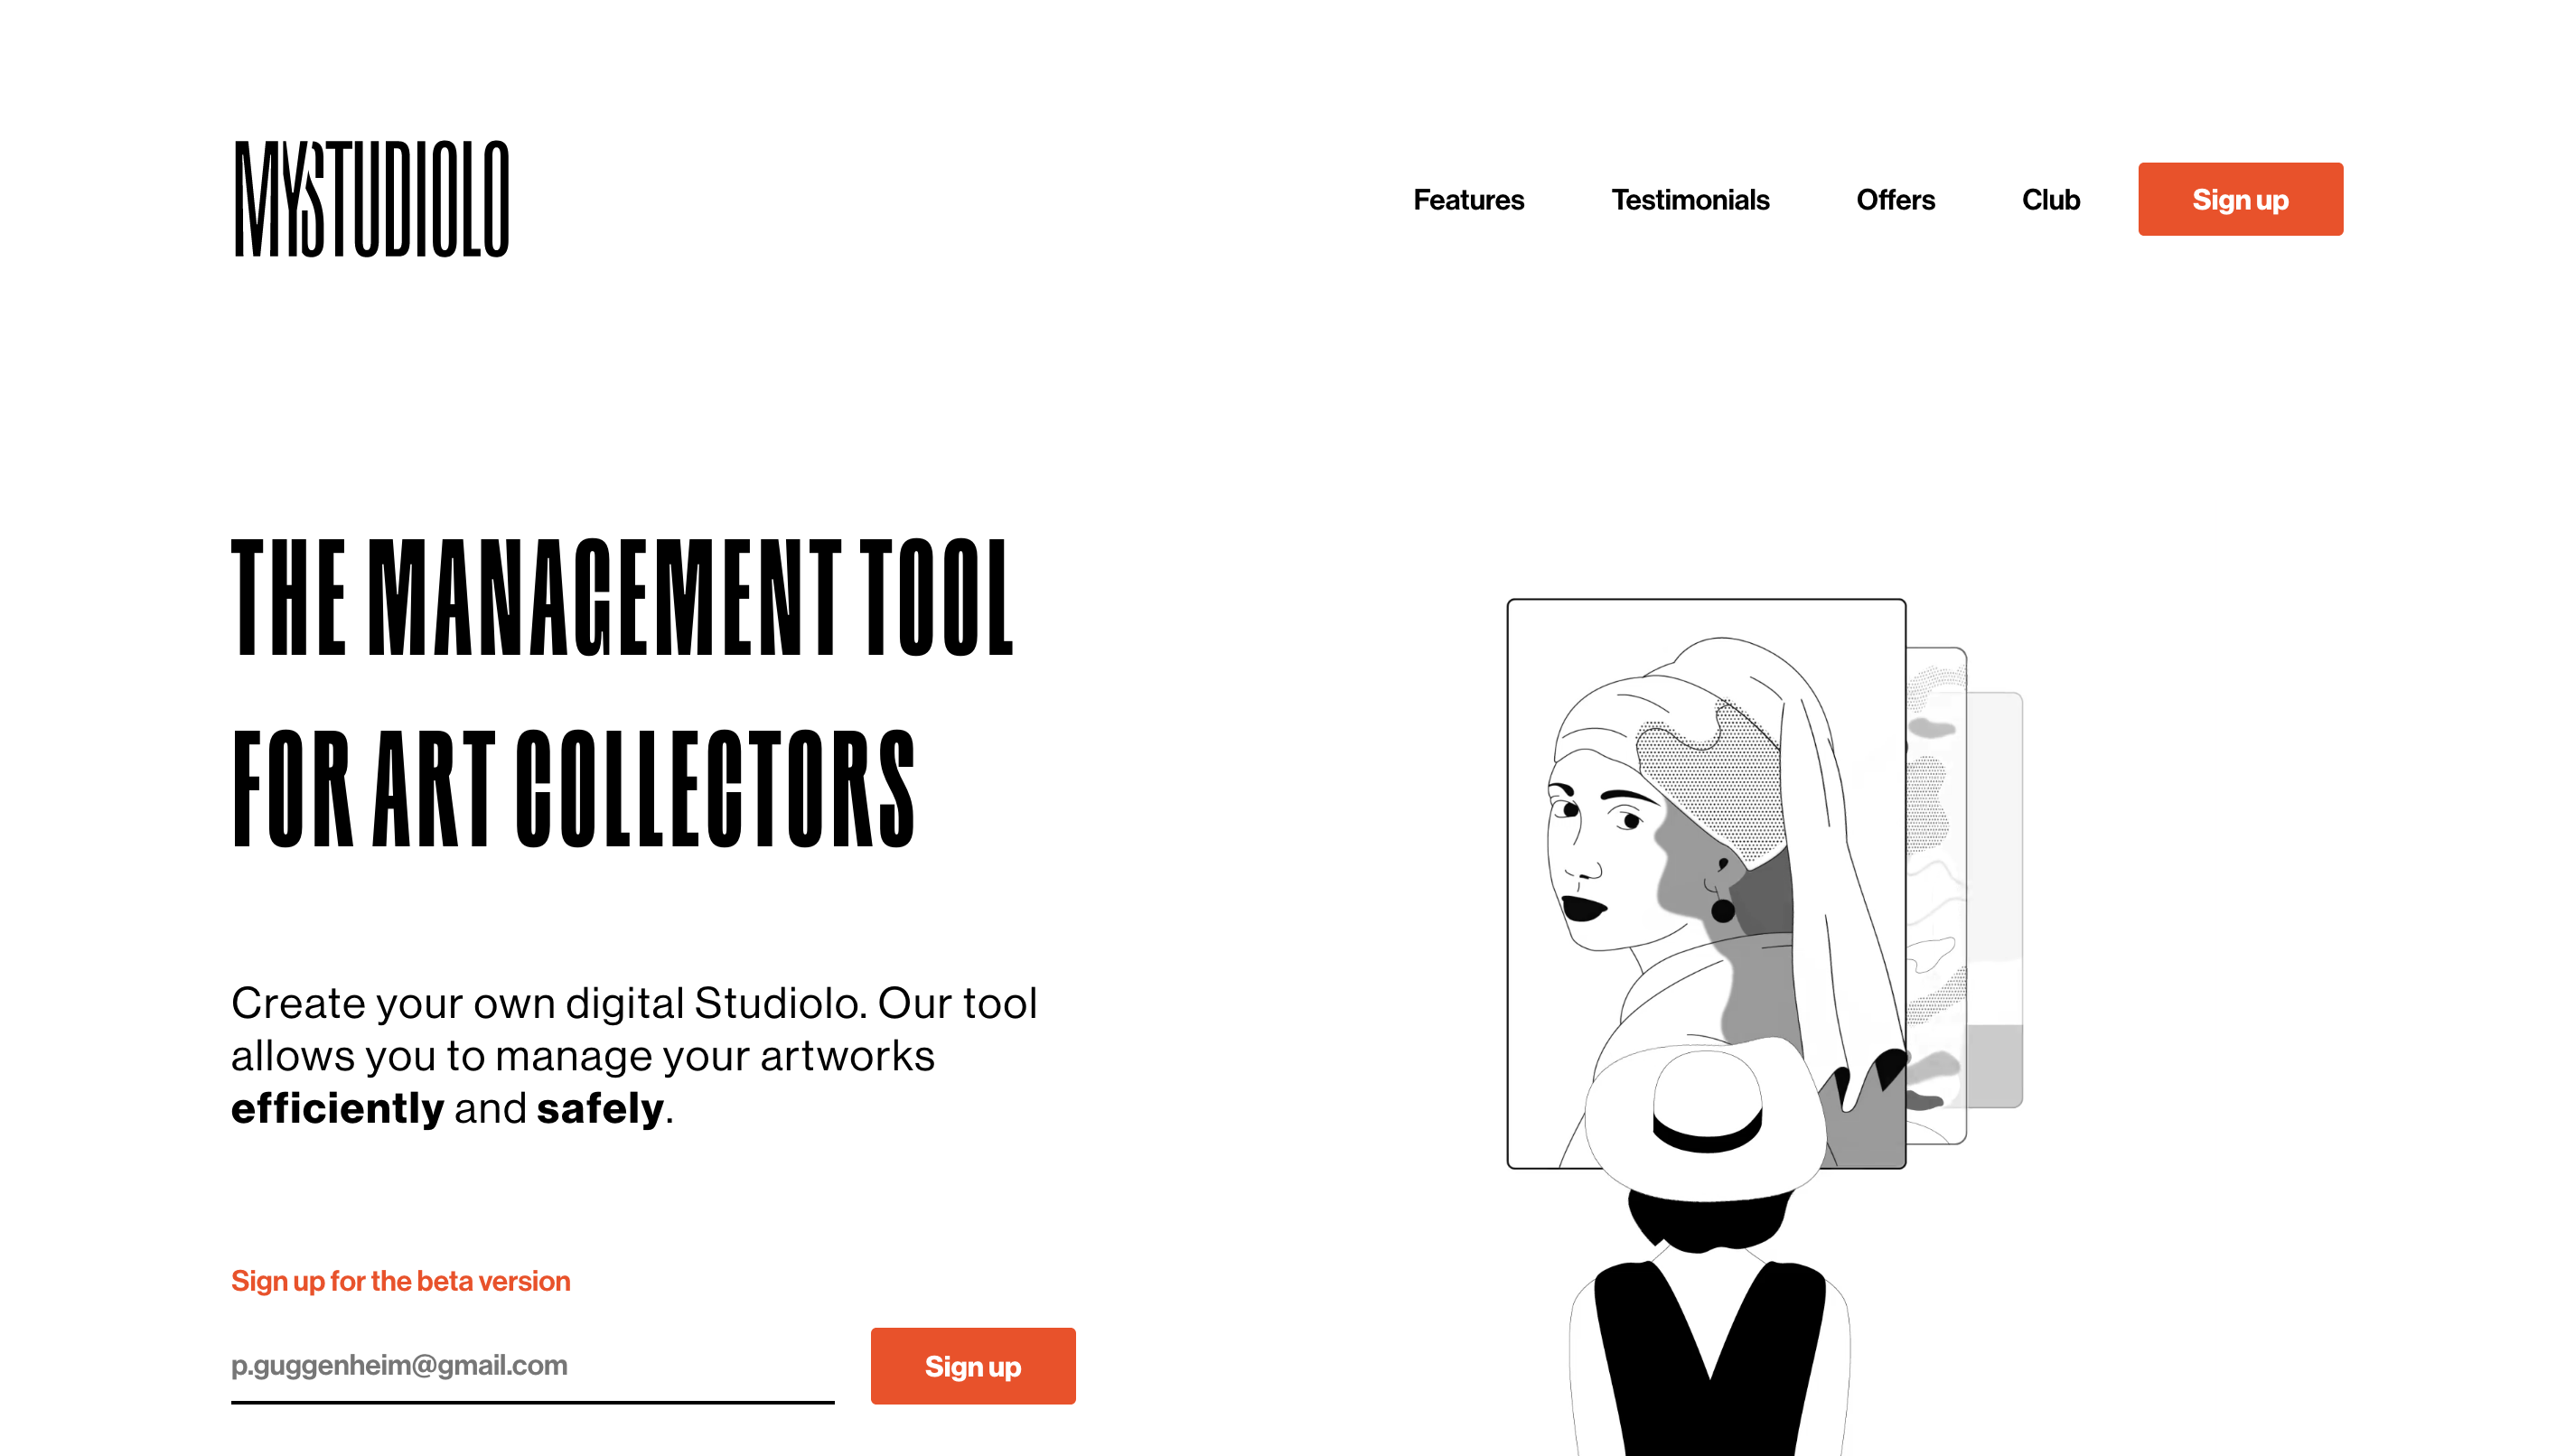 MYSTUDIOLO
Features Testimonials Offers Club Sign up
THE MANAGEMENT TOOL
FOR ART COLLECTORS
Create your own digital Studiolo. Our tool
allows you to manage your artworks
efficiently and safely.
Sign up for the beta version
p.guggenheim@gmail.com Sign up